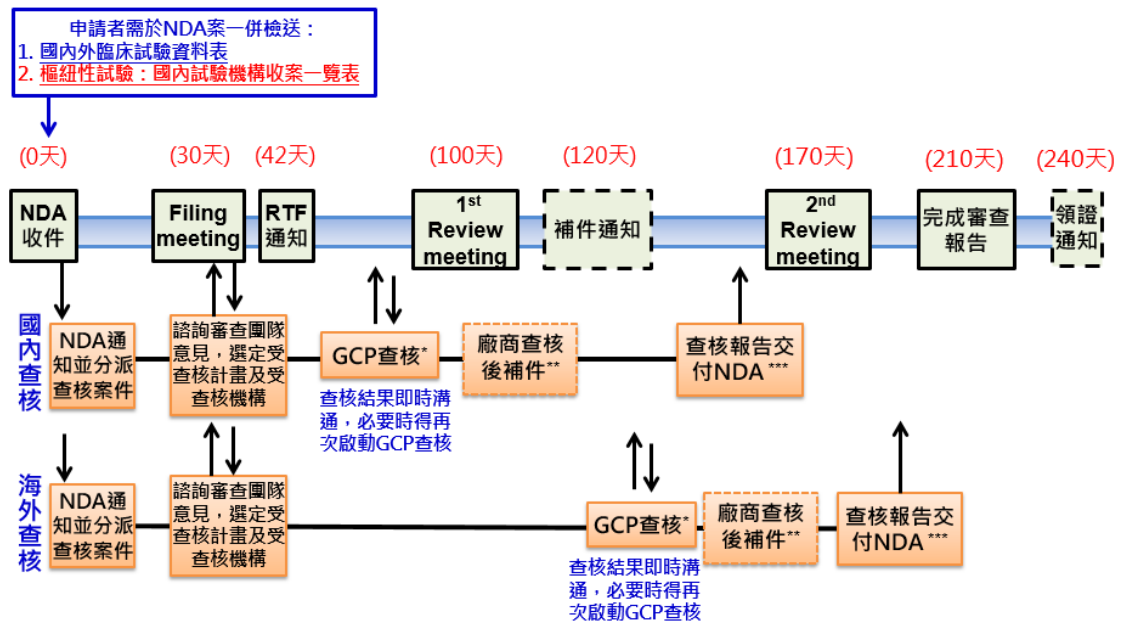 申請者需於NDA案一併檢送：
1. 國內外臨床試驗資料表
2. 樞紐性試驗：國內試驗機構收案一覽表
(0天)
(30天)
(42天)
(100天)
(120天)
(170天)
(210天)
(240天)
NDA
收件
Filing
meeting
RTF
通知
1st
Review
meeting
補件通知
2nd
Review
meeting
完成審查
報告
領證
通知
國內查核
NDA通
知並分派
查核案件
諮詢審查團隊
意見，選定受
查核計畫及受
查核機構
GCP查核*
廠商查核
後補件**
查核報告交
付NDA ***
查核結果即時溝
通，必要時得再
次啟動GCP查核
海外查核
NDA通
知並分派
查核案件
諮詢審查團隊
意見，選定受
查核計畫及受
查核機構
GCP查核*
廠商查核
後補件**
查核報告交
付NDA ***
查核結果即時溝
通，必要時得再
次啟動GCP查核